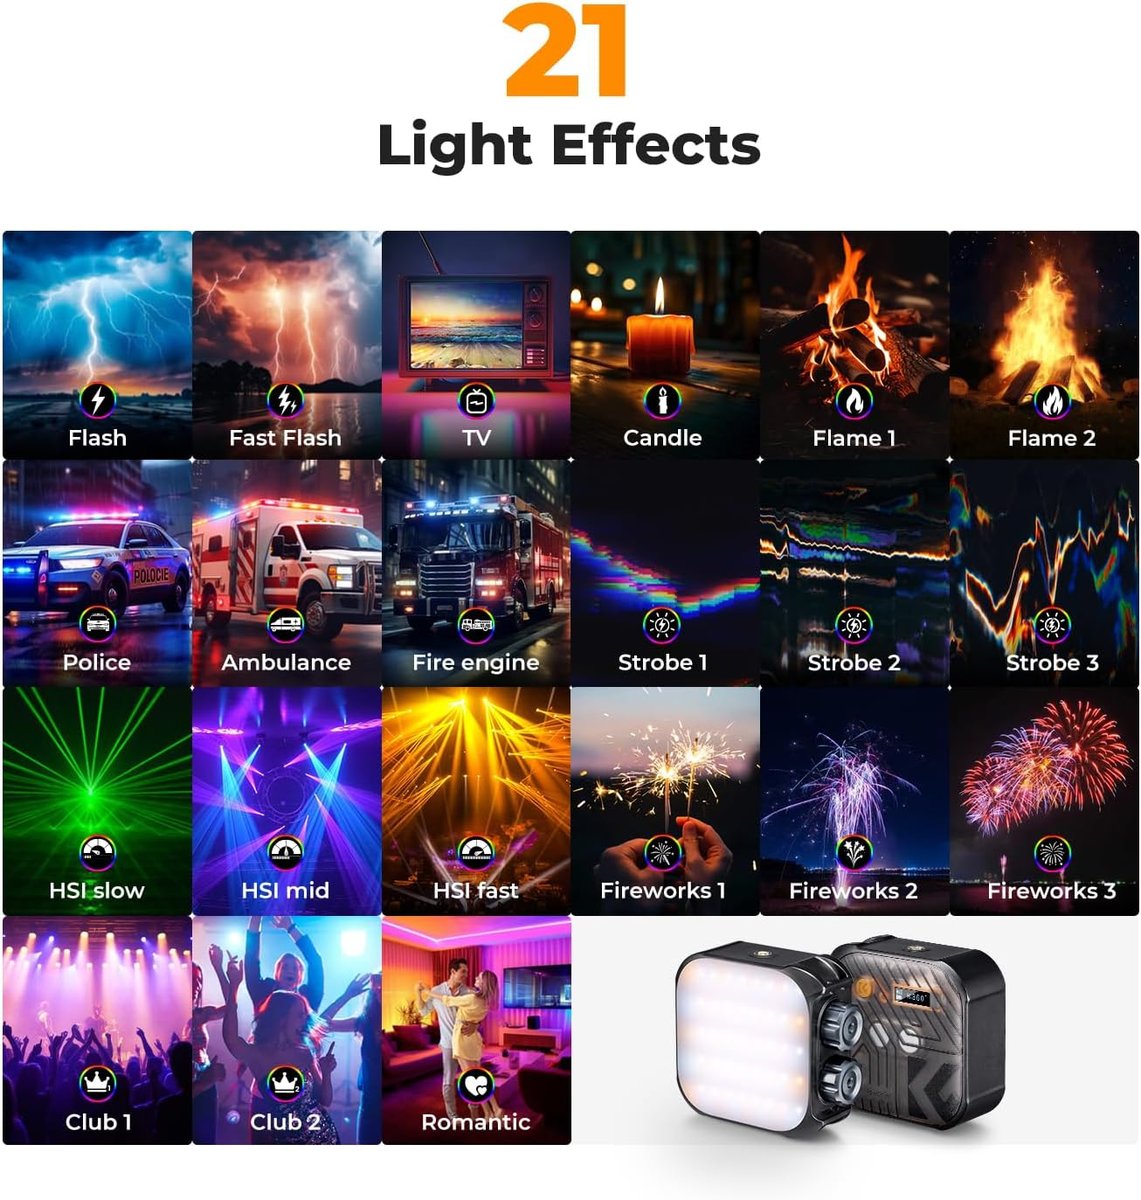 21
Light Effects
Flash
Fast Flash
TV
Candle
Flame 1
Flame 2
POLOCIE
Police
Ambulance
Fire engine
Strobe 1
Strobe 2
Strobe 3
HSI slow
HSI mid
HSI fast
Fireworks 1
Fireworks 2
Fireworks 3
1
Club 1
2
Club 2
Romantic
K